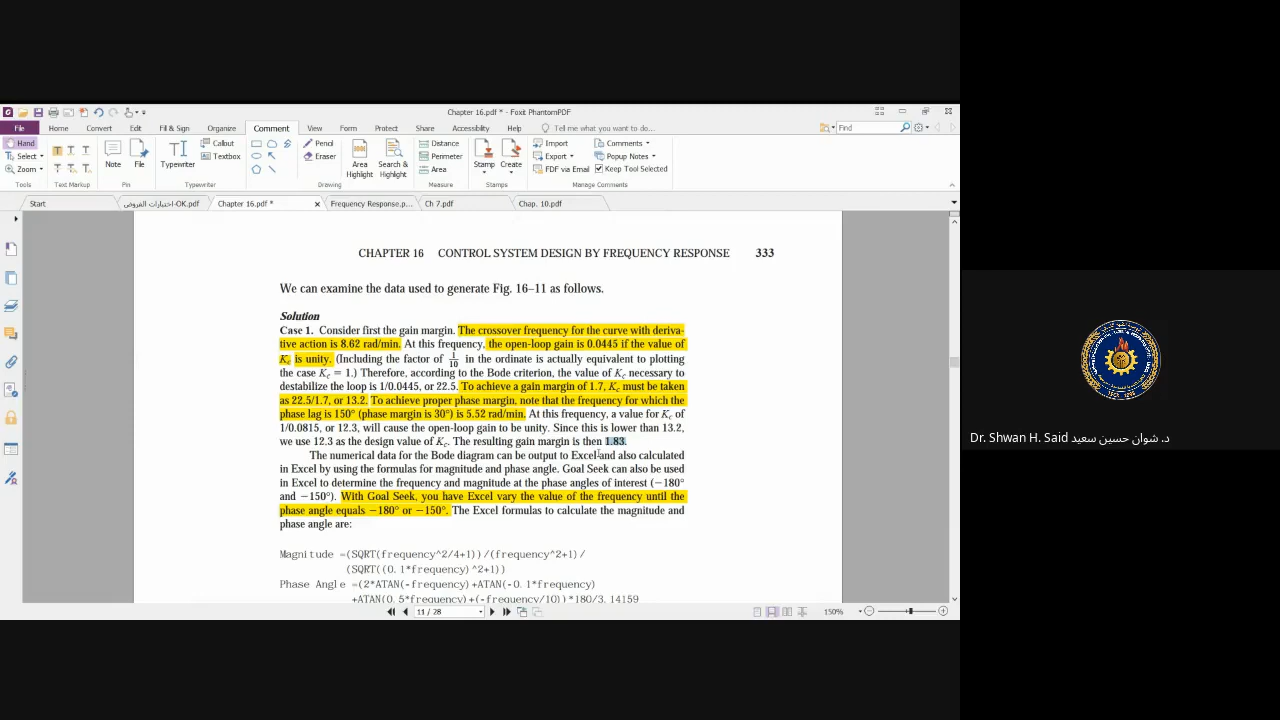 Chapter 16.pdf * - Foxit PhantomPDF
File Home Convert Edit Fill & Sign Organize Comment View Form Protect Share Accessibility Help Tell me what you want to do... Find
Hand
Select
Zoom
Tools
Text Markup
Note
File
Pin
Typewriter
Callout
Textbox
Typewriter
Pencil
Eraser
Drawing
Area Highlight
Search & Highlight
Distance
Perimeter
Area
Measure
Stamp
Create
Stamps
Import
Export
FDF via Email
Comments
Popup Notes
Keep Tool Selected
Manage Comments
Start
Chapter 16.pdf *
Frequency Response.p...
Ch 7.pdf
Chap. 10.pdf
CHAPTER 16 CONTROL SYSTEM DESIGN BY FREQUENCY RESPONSE 333
We can examine the data used to generate Fig. 16–11 as follows.
Solution
Case 1. Consider first the gain margin. The crossover frequency for the curve with deriva-
tive action is 8.62 rad/min. At this frequency, the open-loop gain is 0.0445 if the value of
Kc is unity. (Including the factor of 1/10 in the ordinate is actually equivalent to plotting
the case Kc = 1.) Therefore, according to the Bode criterion, the value of Kc necessary to
destabilize the loop is 1/0.0445, or 22.5. To achieve a gain margin of 1.7, Kc must be taken
as 22.5/1.7, or 13.2. To achieve proper phase margin, note that the frequency for which the
phase lag is 150° (phase margin is 30°) is 5.52 rad/min. At this frequency, a value for Kc of
1/0.0815, or 12.3, will cause the open-loop gain to be unity. Since this is lower than 13.2,
we use 12.3 as the design value of Kc. The resulting gain margin is then 1.83.
The numerical data for the Bode diagram can be output to Excel and also calculated
in Excel by using the formulas for magnitude and phase angle. Goal Seek can also be used
in Excel to determine the frequency and magnitude at the phase angles of interest (−180°
and −150°). With Goal Seek, you have Excel vary the value of the frequency until the
phase angle equals −180° or −150°. The Excel formulas to calculate the magnitude and
phase angle are:
Magnitude =(SQRT(frequency^2/4+1))/(frequency^2+1)/
(SQRT((0.1*frequency)^2+1))
Phase Angle =(2*ATAN(-frequency)+ATAN(-0.1*frequency)
+ATAN(0.5*frequency)+(-frequency/10))*180/3.14159
11 / 28
150%
Dr. Shwan H. Said د. شوان حسين سعيد